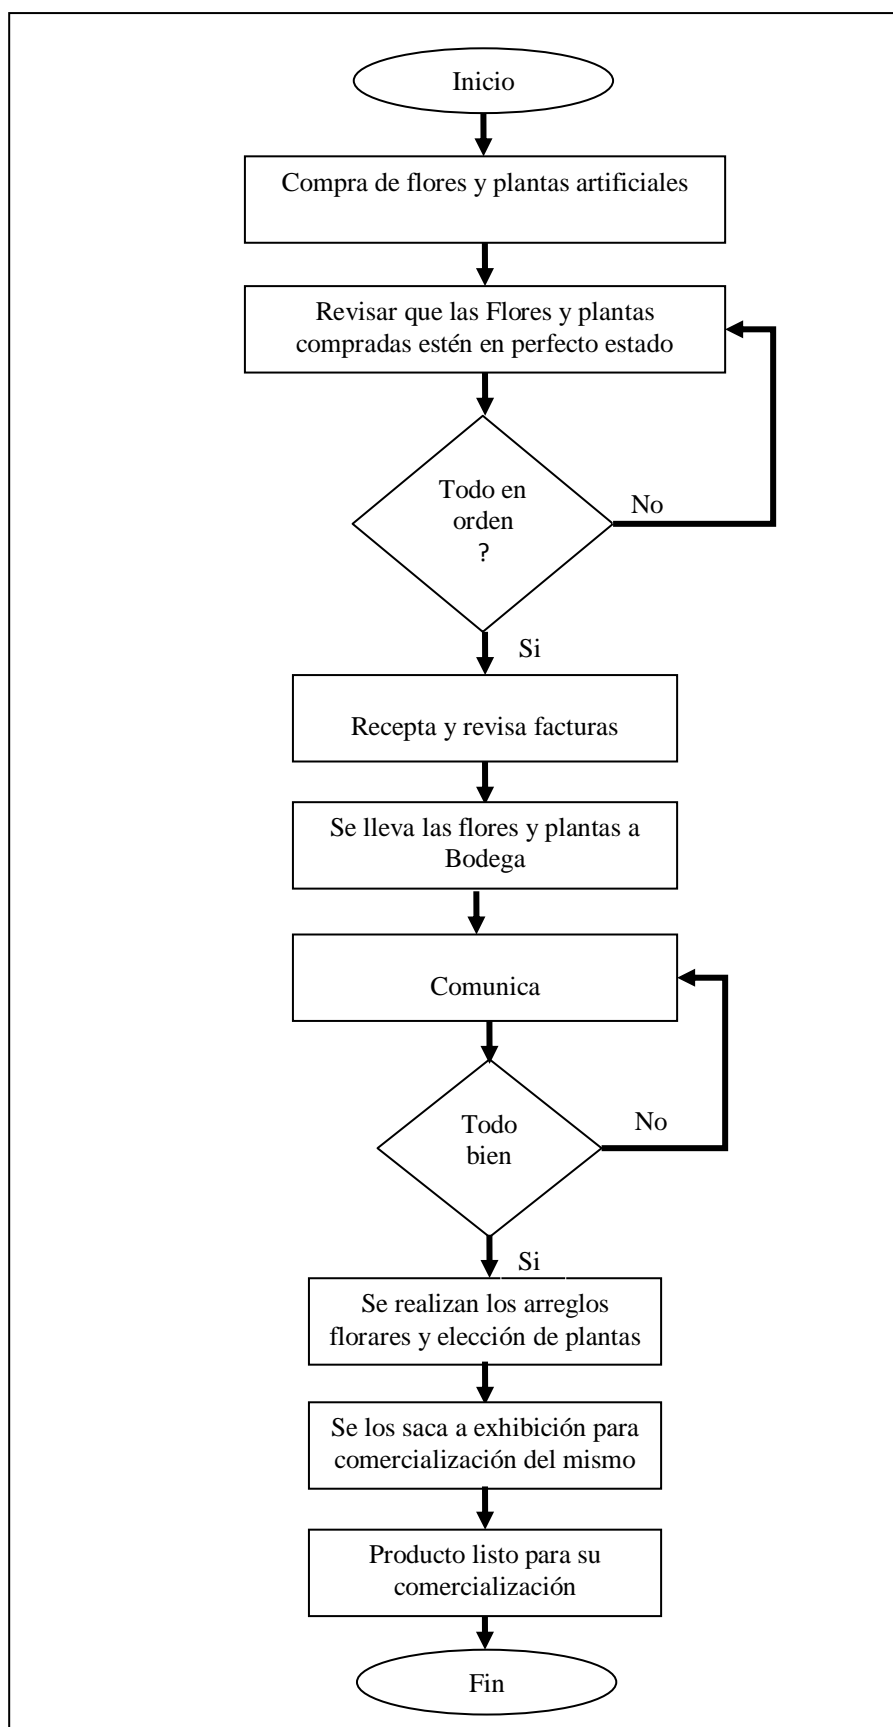 Inicio
Compra de flores y plantas artificiales
Revisar que las Flores y plantas
compradas estén en perfecto estado
Todo en
orden
?
No
Si
Recepta y revisa facturas
Se lleva las flores y plantas a
Bodega
Comunica
Todo
bien
No
Si
Se realizan los arreglos
florares y elección de plantas
Se los saca a exhibición para
comercialización del mismo
Producto listo para su
comercialización
Fin